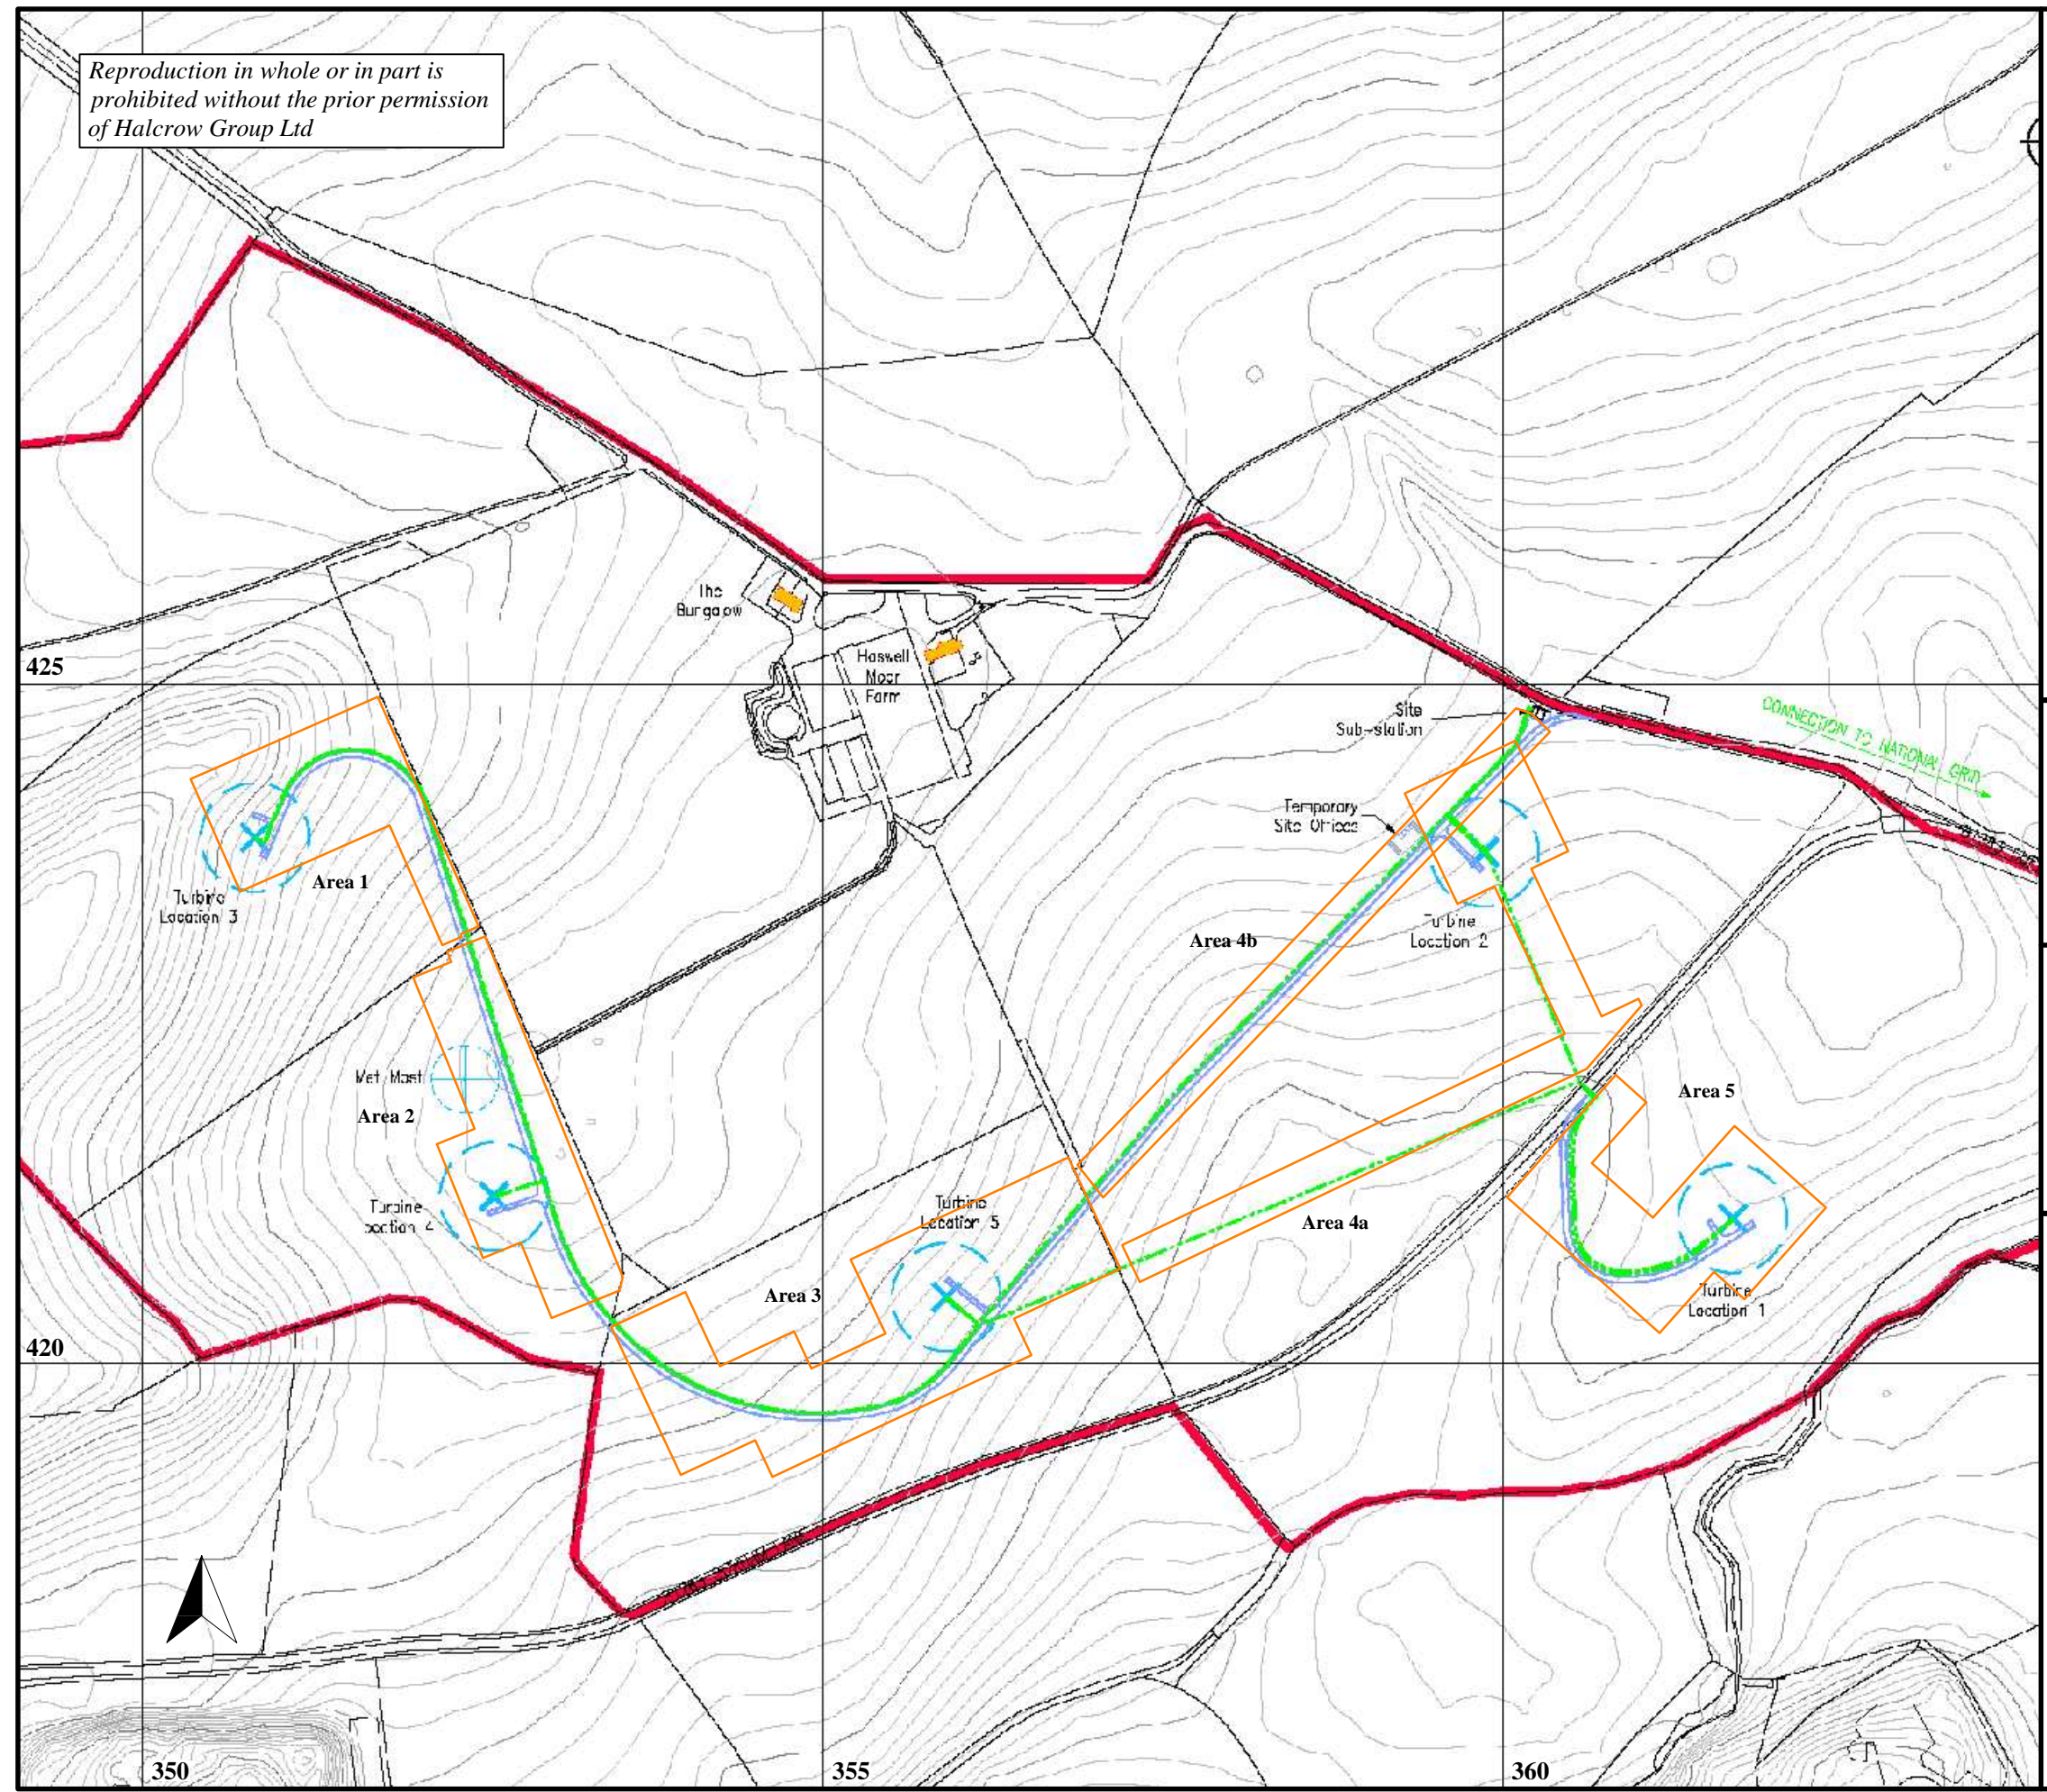 Reproduction in whole or in part is
prohibited without the prior permission
of Halcrow Group Ltd
The
Bungalow
Haswell
Moor
Farm
425
Site
Sub-station
CONNECTION TO NATIONAL GRID
Temporary
Site Offices
Turbine
Location 3
Area 1
Turbine
Location 2
Area 4b
Met Mast
Area 2
Area 5
Turbine
Location 4
Turbine
Location 5
Area 4a
Area 3
Turbine
Location 1
420
350
355
360